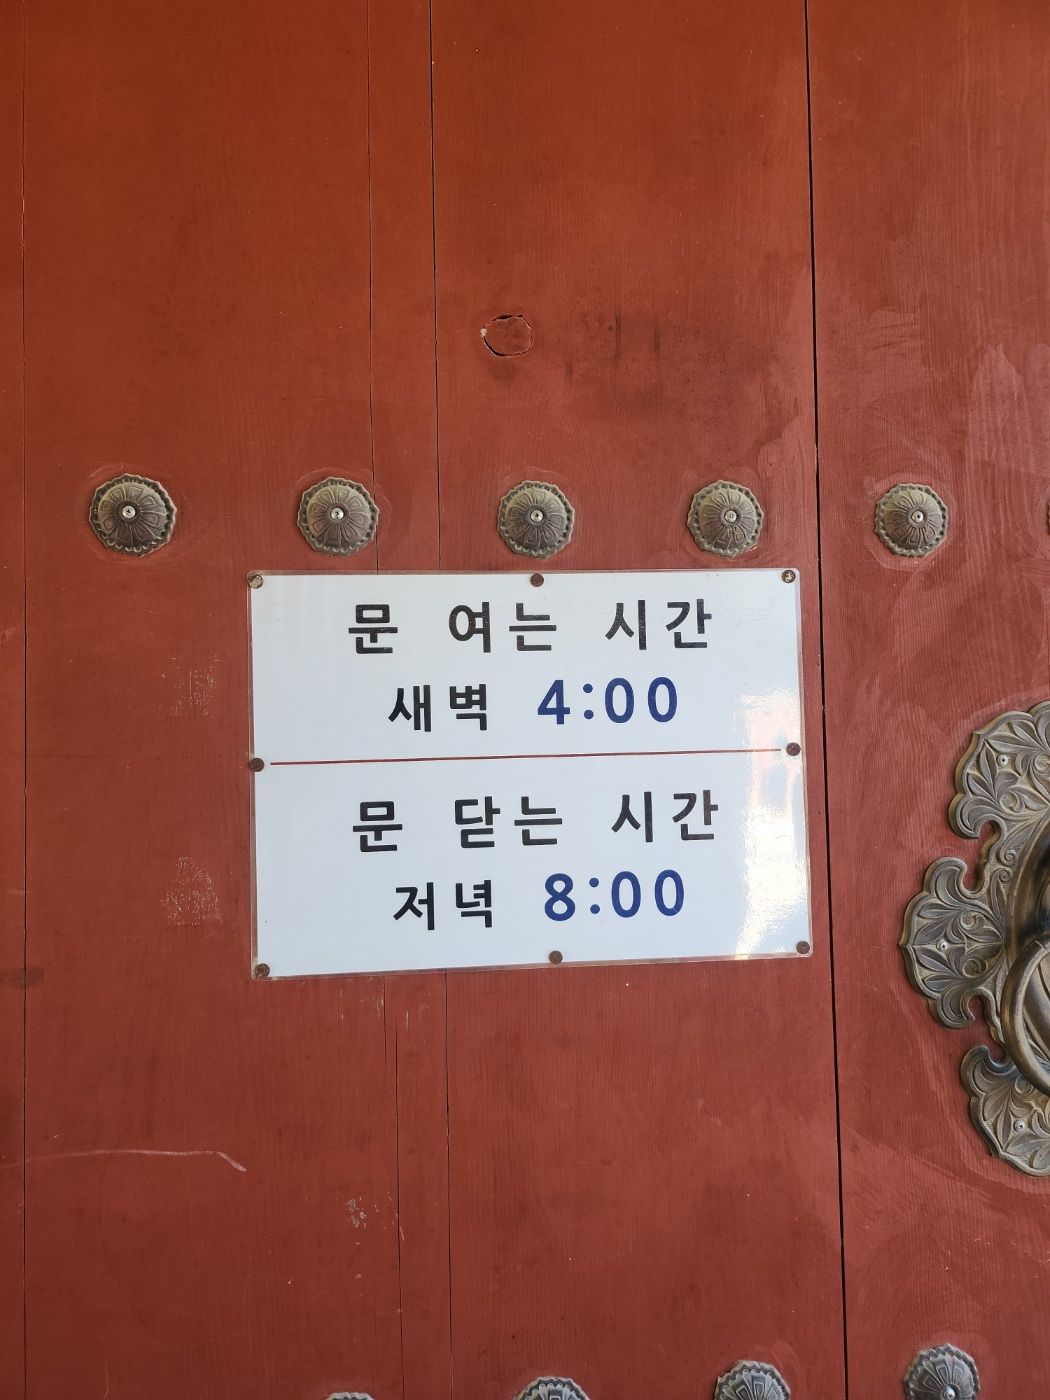 문 여는 시간
새벽 4:00
문 닫는 시간
저녁 8:00